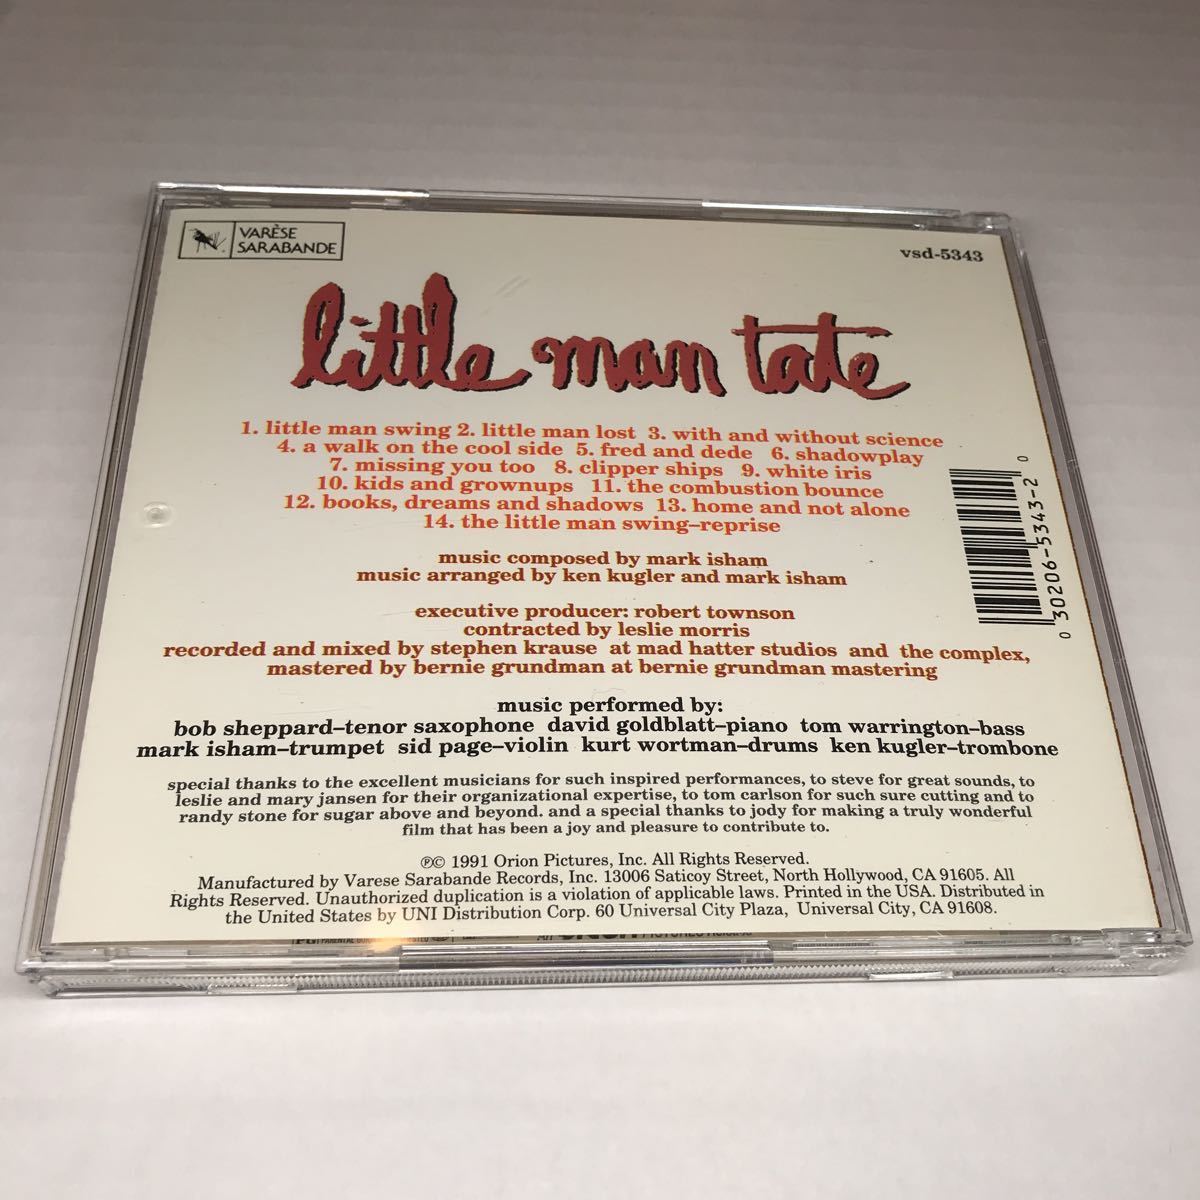 VARÈSE
SARABANDE
vsd-5343
little man tate
1. little man swing 2. little man lost 3. with and without science
4. a walk on the cool side 5. fred and dede 6. shadowplay
7. missing you too 8. clipper ships 9. white iris
10. kids and grownups 11. the combustion bounce
12. books, dreams and shadows 13. home and not alone
14. the little man swing–reprise
0 30206-5343-2 0
music composed by mark isham
music arranged by ken kugler and mark isham
executive producer: robert townson
contracted by leslie morris
recorded and mixed by stephen krause at mad hatter studios and the complex,
mastered by bernie grundman at bernie grundman mastering
music performed by:
bob sheppard–tenor saxophone david goldblatt–piano tom warrington–bass
mark isham–trumpet sid page–violin kurt wortman–drums ken kugler–trombone
special thanks to the excellent musicians for such inspired performances, to steve for great sounds, to
leslie and mary jansen for their organizational expertise, to tom carlson for such sure cutting and to
randy stone for sugar above and beyond. and a special thanks to jody for making a truly wonderful
film that has been a joy and pleasure to contribute to.
℗© 1991 Orion Pictures, Inc. All Rights Reserved.
Manufactured by Varese Sarabande Records, Inc. 13006 Saticoy Street, North Hollywood, CA 91605. All
Rights Reserved. Unauthorized duplication is a violation of applicable laws. Printed in the USA. Distributed in
the United States by UNI Distribution Corp. 60 Universal City Plaza, Universal City, CA 91608.